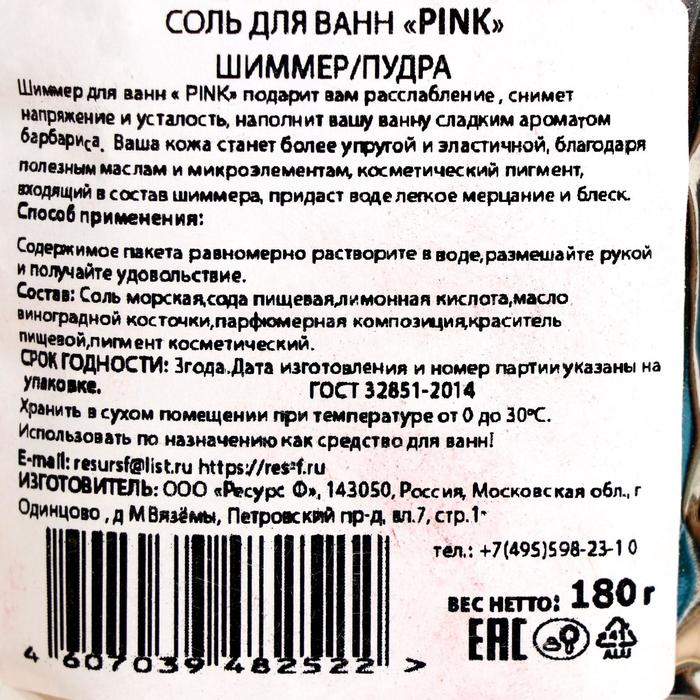 СОЛЬ ДЛЯ ВАНН «PINK»
ШИММЕР/ПУДРА
Шиммер для ванн « PINK» подарит вам расслабление , снимет
напряжение и усталость, наполнит вашу ванну сладким ароматом
барбариса. Ваша кожа станет более упругой и эластичной, благодаря
полезным маслам и микроэлементам, косметический пигмент,
входящий в состав шиммера, придаст воде легкое мерцание и блеск.
Способ применения:
Содержимое пакета равномерно растворите в воде,размешайте рукой
и получайте удовольствие.
Состав: Соль морская,сода пищевая,лимонная кислота,масло
виноградной косточки,парфюмерная композиция,краситель
пищевой,пигмент косметический.
СРОК ГОДНОСТИ: 3года.Дата изготовления и номер партии указаны на
упаковке. ГОСТ 32851-2014
Хранить в сухом помещении при температуре от 0 до 30°С.
Использовать по назначению как средство для ванн!
E-mail: resursf@list.ru https://res-f.ru
ИЗГОТОВИТЕЛЬ: ООО «Ресурс Ф», 143050, Россия, Московская обл., г
Одинцово , д М Вязёмы, Петровский пр-д, вл.7, стр.1
тел.: +7(495)598-23-10
ВЕС НЕТТО: 180 г
EAC
41
ALU
4 607039 482522 >